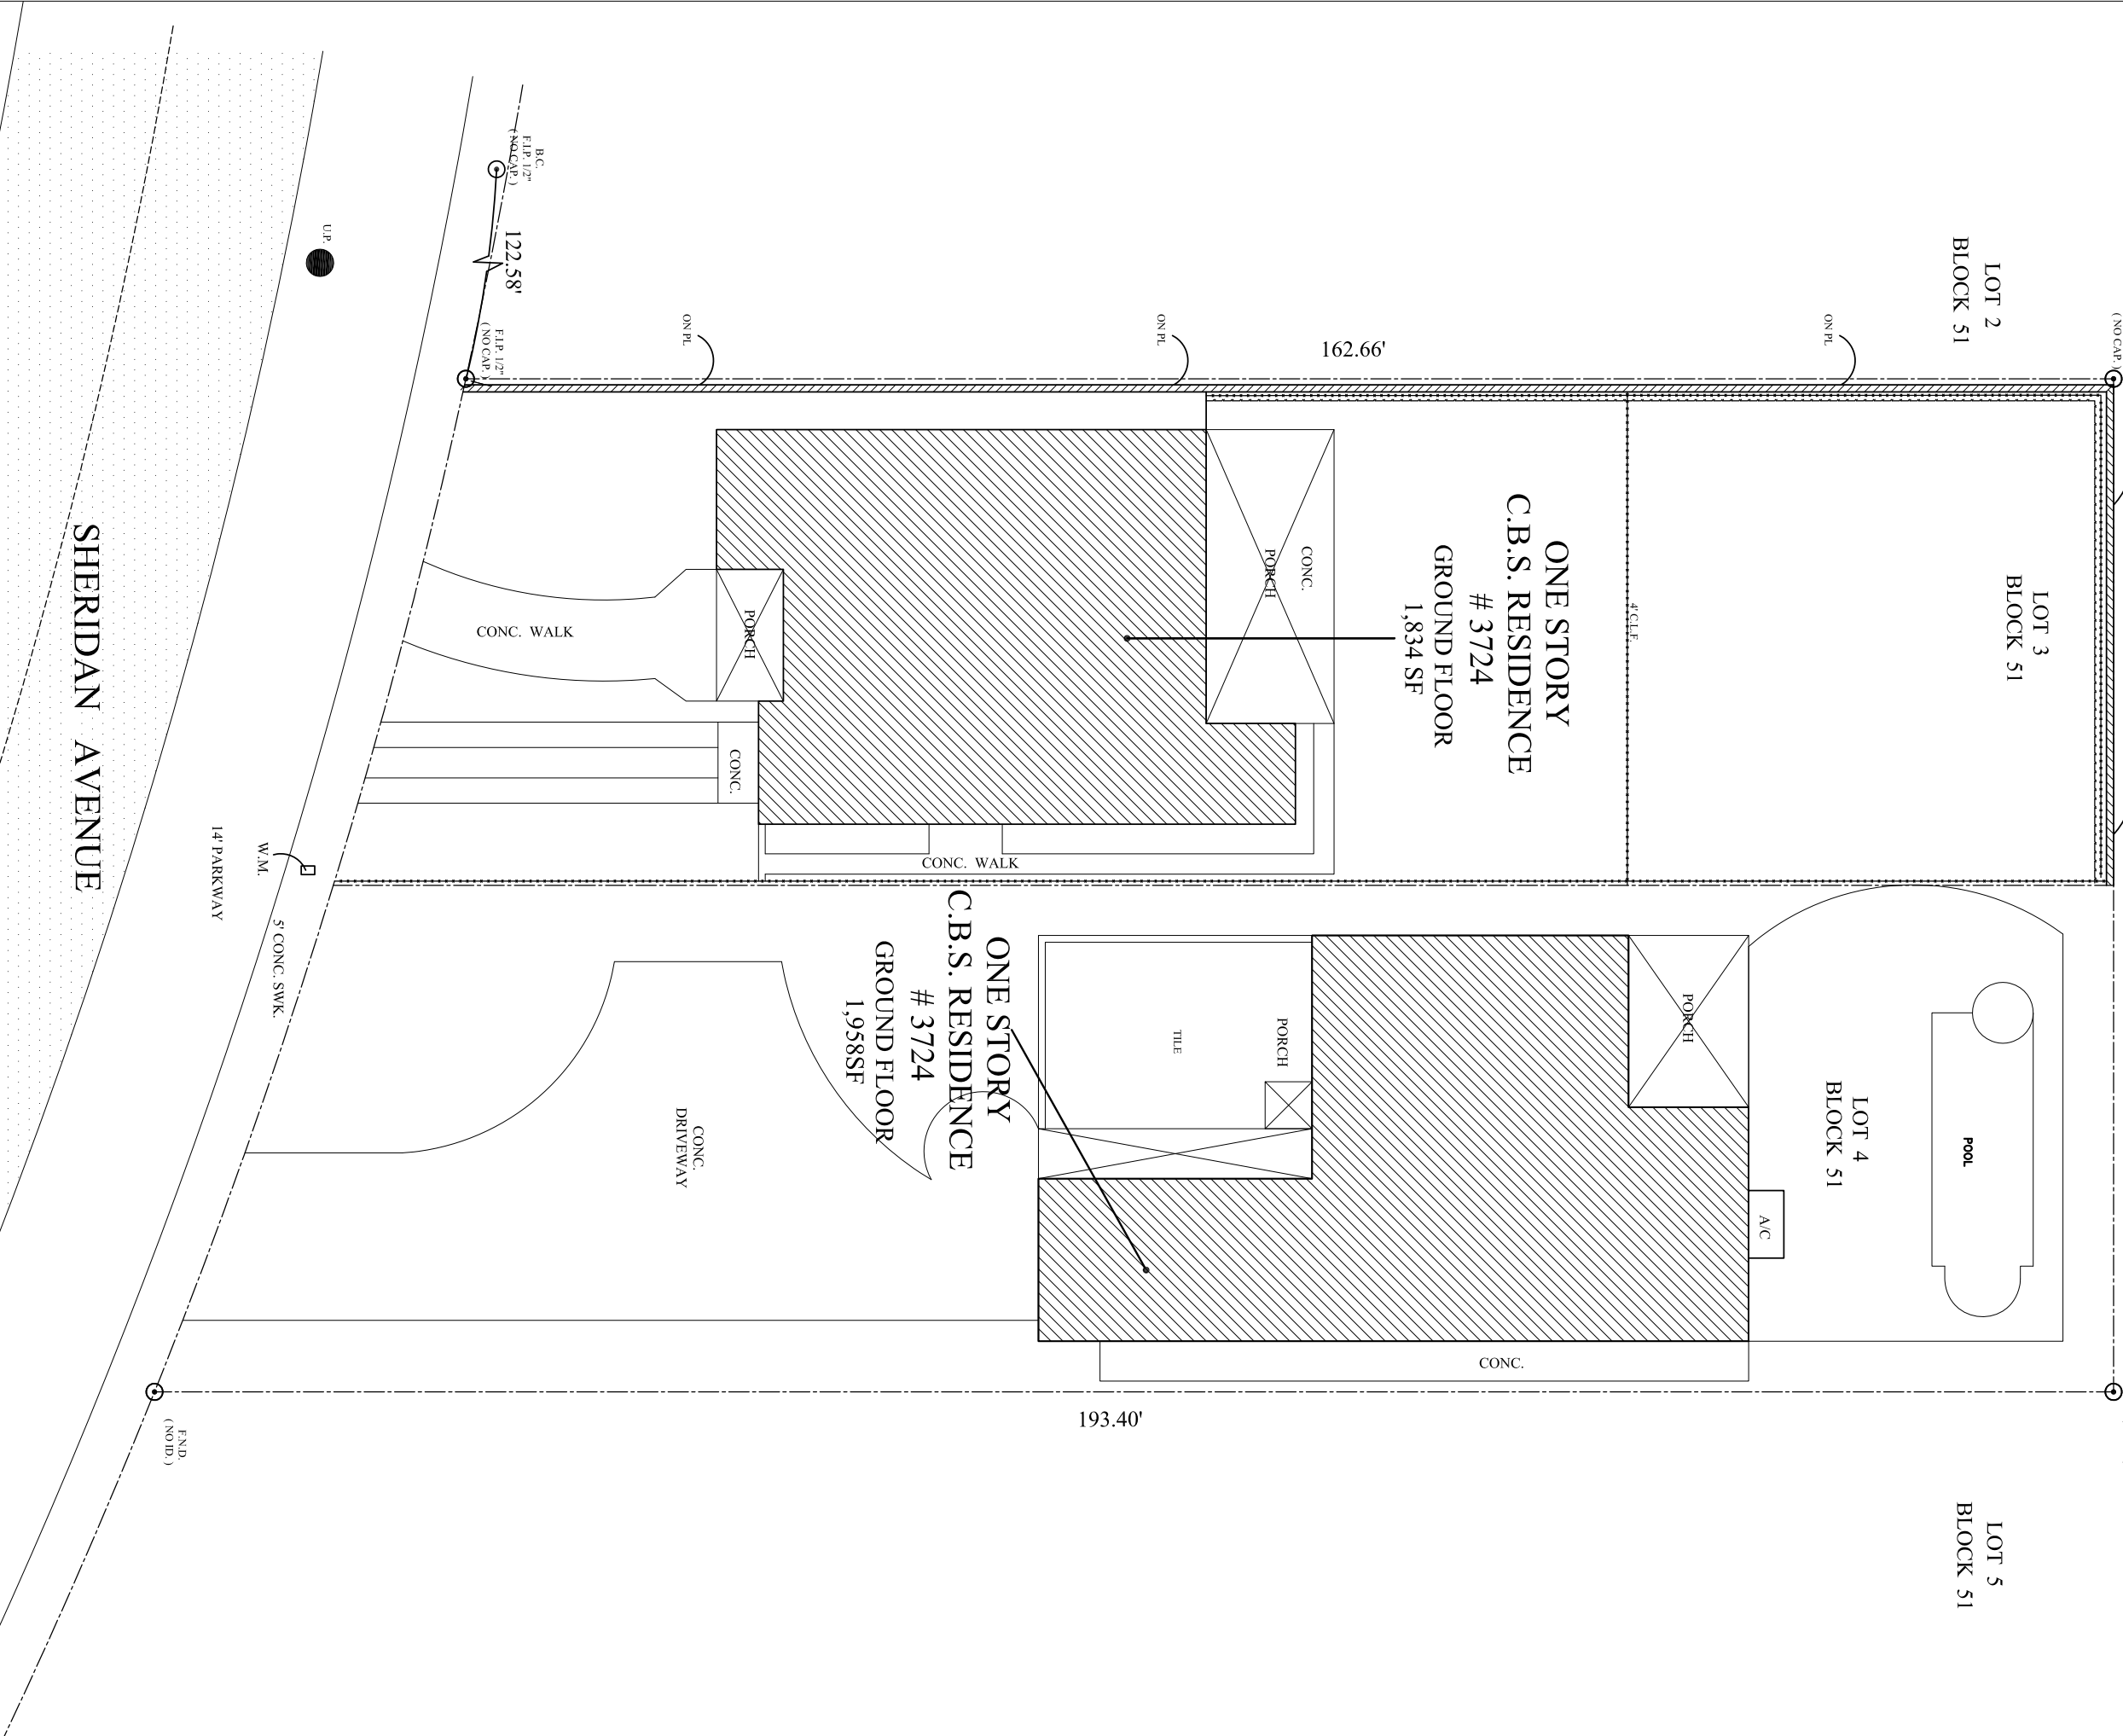 LOT 2
BLOCK 51
( NO CAP. )
B.C.
F.I.P. 1/2"
( NO CAP. )
122.58'
U.P.
F.I.P. 1/2"
( NO CAP. )
ON PL
ON PL
162.66'
ON PL
LOT 3
BLOCK 51
4' C.L.F.
ONE STORY
C.B.S. RESIDENCE
# 3724
GROUND FLOOR
1,834 SF
CONC.
PORCH
PORCH
CONC. WALK
CONC.
CONC. WALK
SHERIDAN AVENUE
14' PARKWAY
W.M.
5' CONC. SWK.
ONE STORY
C.B.S. RESIDENCE
# 3724
GROUND FLOOR
1,958SF
CONC.
DRIVEWAY
TILE
PORCH
PORCH
LOT 4
BLOCK 51
POOL
A/C
CONC.
193.40'
F.N.D.
( NO ID. )
LOT 5
BLOCK 51